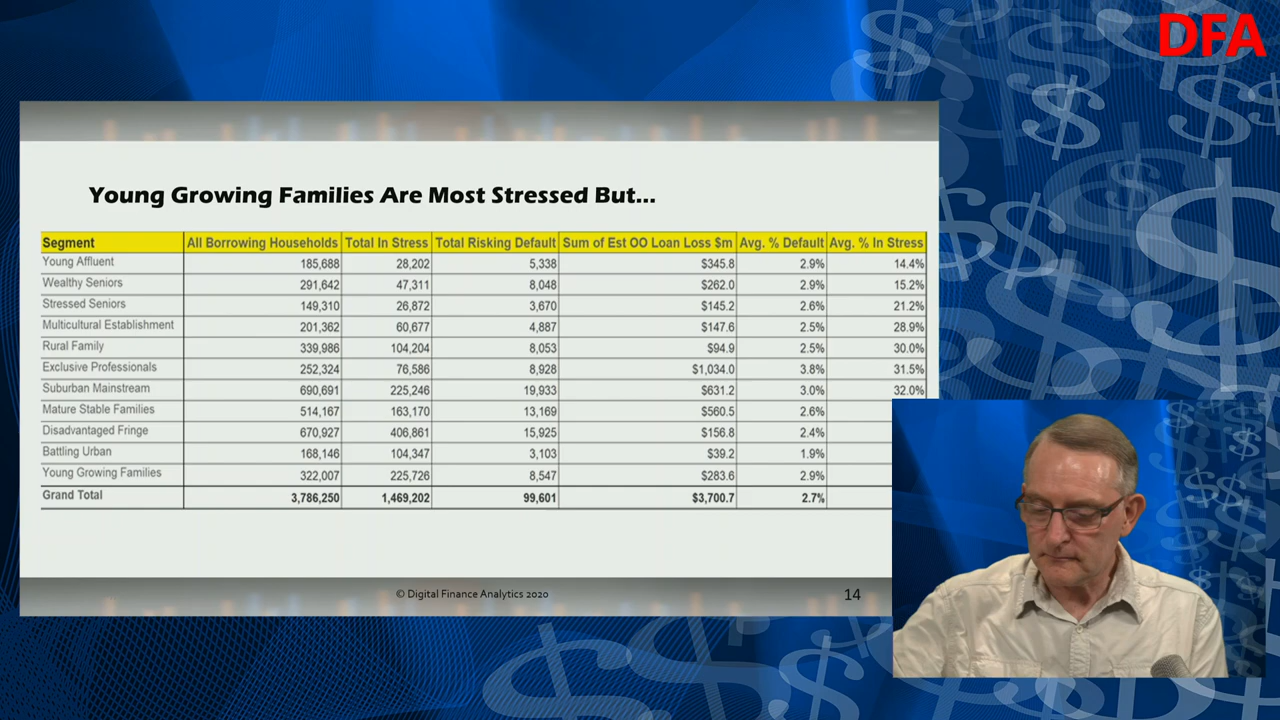 DFA
Young Growing Families Are Most Stressed But...
Segment All Borrowing Households Total In Stress Total Risking Default Sum of Est OO Loan Loss $m Avg. % Default Avg. % In Stress
Young Affluent 185,688 28,202 5,338 $345.8 2.9% 14.4%
Wealthy Seniors 291,642 47,311 8,048 $262.0 2.9% 15.2%
Stressed Seniors 149,310 26,872 3,670 $145.2 2.6% 21.2%
Multicultural Establishment 201,362 60,677 4,887 $147.6 2.5% 28.9%
Rural Family 339,986 104,204 8,053 $94.9 2.5% 30.0%
Exclusive Professionals 252,324 76,586 8,928 $1,034.0 3.8% 31.5%
Suburban Mainstream 690,691 225,246 19,933 $631.2 3.0% 32.0%
Mature Stable Families 514,167 163,170 13,169 $560.5 2.6%
Disadvantaged Fringe 670,927 406,861 15,925 $156.8 2.4%
Battling Urban 168,146 104,347 3,103 $39.2 1.9%
Young Growing Families 322,007 225,726 8,547 $283.6 2.9%
Grand Total 3,786,250 1,469,202 99,601 $3,700.7 2.7%
© Digital Finance Analytics 2020
14